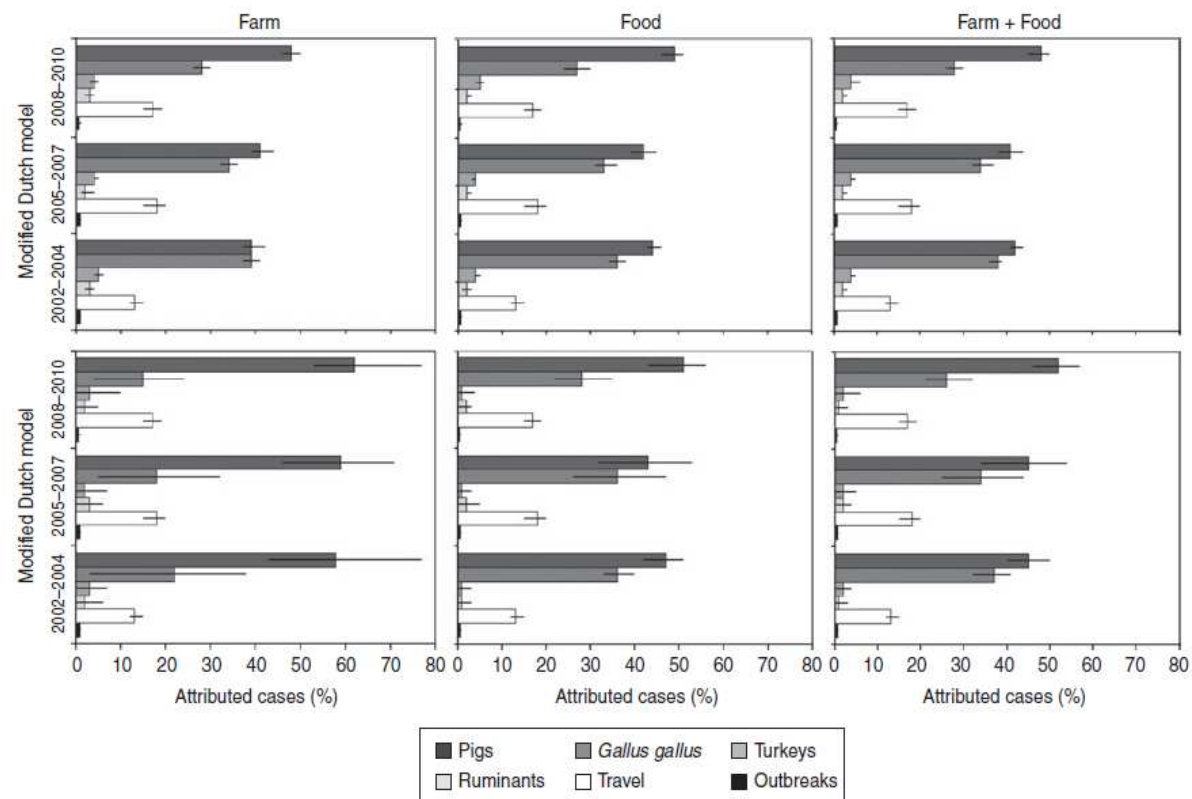 Farm Food Farm + Food
Modified Dutch model
2008–2010
2005–2007
2002–2004
Modified Dutch model
2008–2010
2005–2007
2002–2004
0 10 20 30 40 50 60 70 80 0 10 20 30 40 50 60 70 80 0 10 20 30 40 50 60 70 80
Attributed cases (%) Attributed cases (%) Attributed cases (%)
Pigs Gallus gallus Turkeys
Ruminants Travel Outbreaks